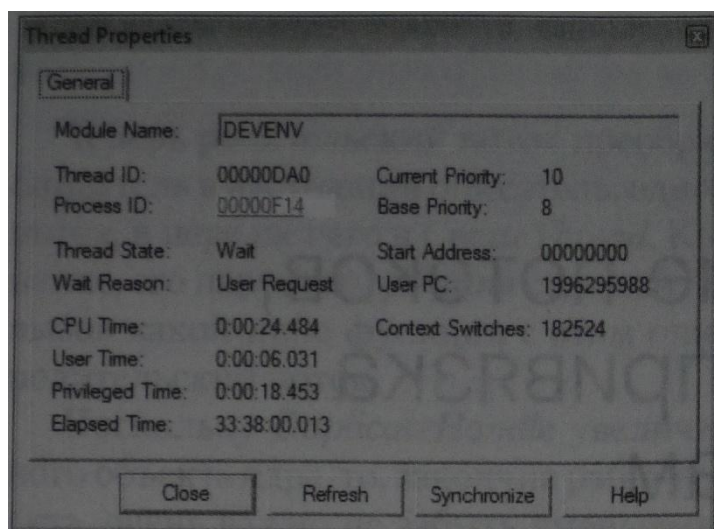 Thread Properties
General
Module Name: DEVENV
Thread ID: 00000DA0 Current Priority: 10
Process ID: 00000F14 Base Priority: 8
Thread State: Wait Start Address: 00000000
Wait Reason: User Request User PC: 1996295988
CPU Time: 0:00:24.484 Context Switches: 182524
User Time: 0:00:06.031
Privileged Time: 0:00:18.453
Elapsed Time: 33:38:00.013
Close Refresh Synchronize Help